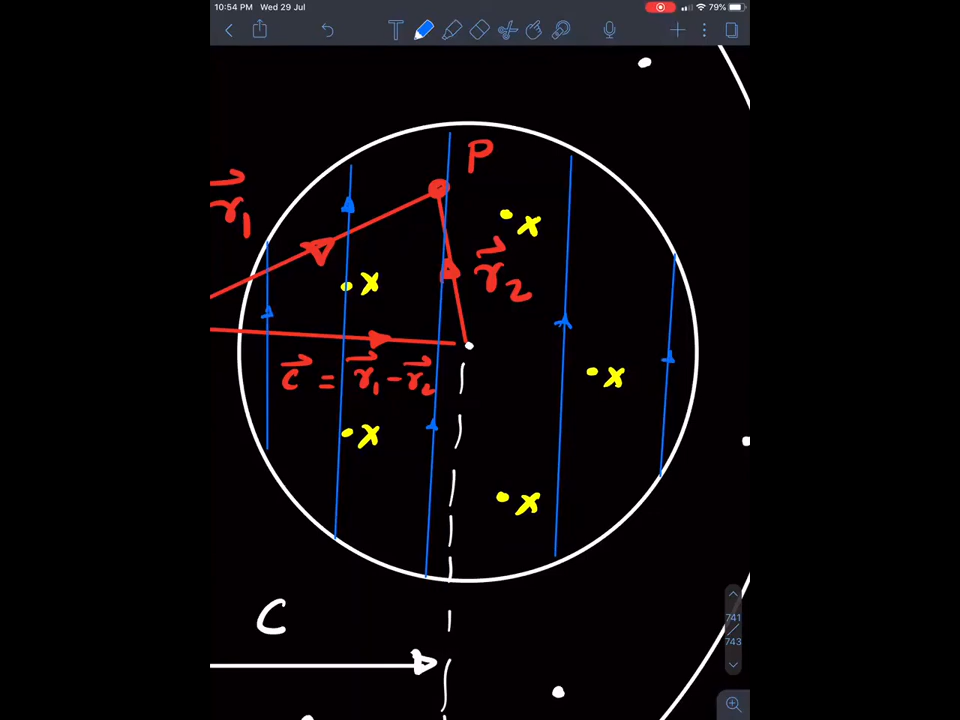 10:54 PM Wed 29 Jul
79%
T
P
r⃗₁
x
r⃗₂
x
c⃗ = r⃗₁ - r⃗₂
x
x
x
C
741
743